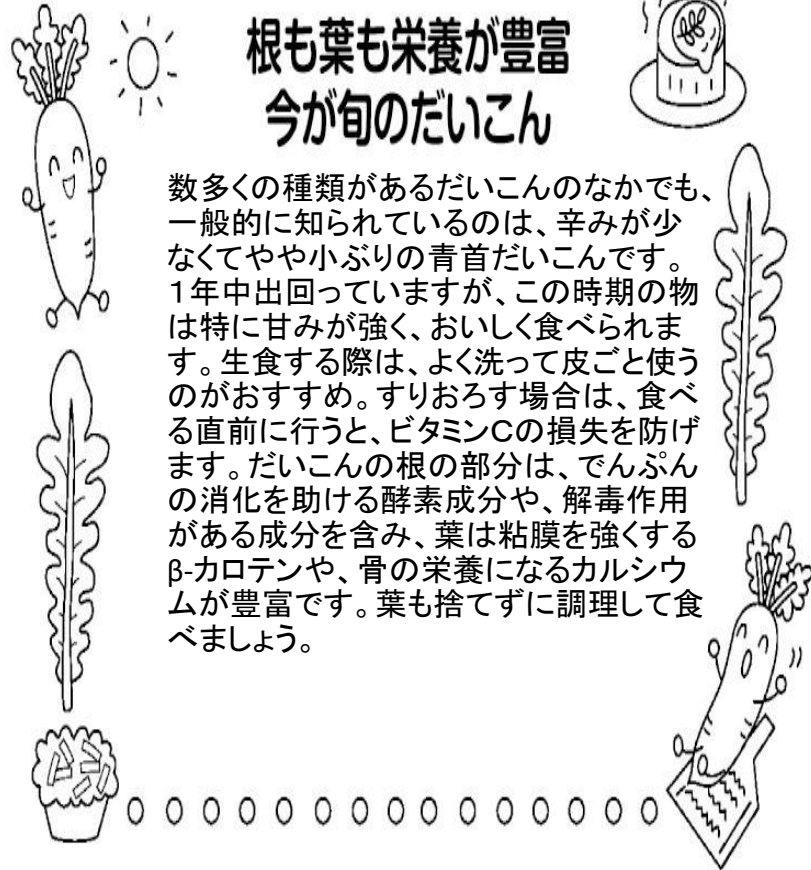 根も葉も栄養が豊富
今が旬のだいこん
数多くの種類があるだいこんのなかでも、
一般的に知られているのは、辛みが少
なくてやや小ぶりの青首だいこんです。
１年中出回っていますが、この時期の物
は特に甘みが強く、おいしく食べられま
す。生食する際は、よく洗って皮ごと使う
のがおすすめ。すりおろす場合は、食べ
る直前に行うと、ビタミンCの損失を防げ
ます。だいこんの根の部分は、でんぷん
の消化を助ける酵素成分や、解毒作用
がある成分を含み、葉は粘膜を強くする
β-カロテンや、骨の栄養になるカルシウ
ムが豊富です。葉も捨てずに調理して食
べましょう。